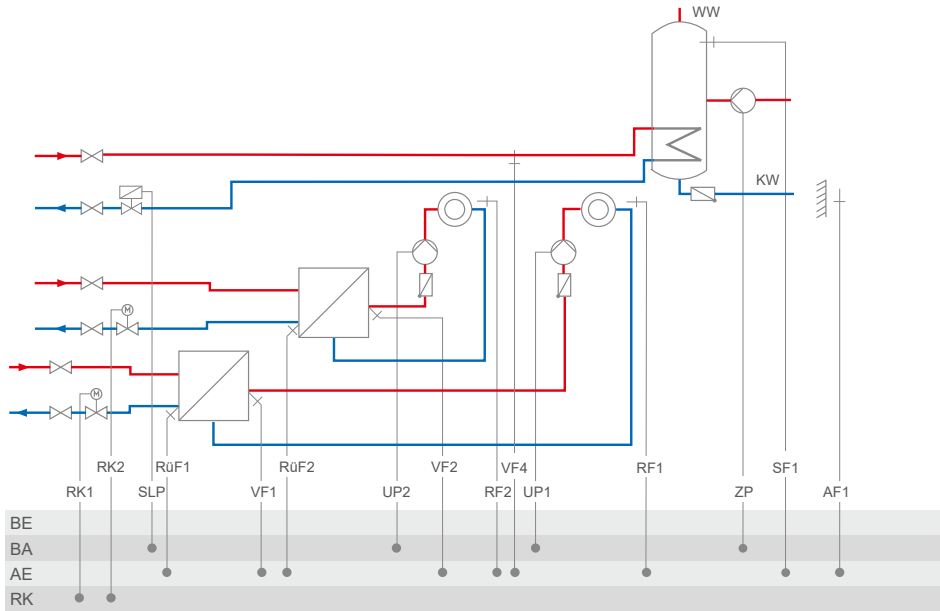 WW
KW
M
M
RK2 RüF1 RüF2 VF2 VF4 RF1 SF1
RK1 SLP VF1 UP2 RF2 UP1 ZP AF1
BE
BA
AE
RK